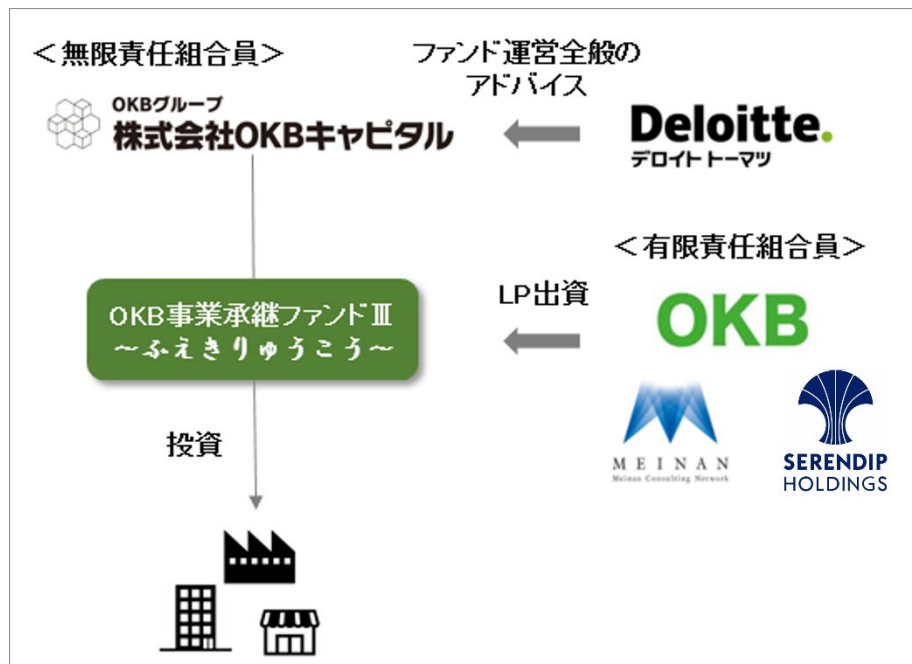 ＜無限責任組合員＞
OKBグループ
株式会社OKBキャピタル
ファンド運営全般の
アドバイス
Deloitte.
デロイト トーマツ
＜有限責任組合員＞
OKB事業承継ファンドⅢ
～ふえきりゅうこう～
LP出資
OKB
MEINAN
Meinan Consulting Network
SERENDIP
HOLDINGS
投資